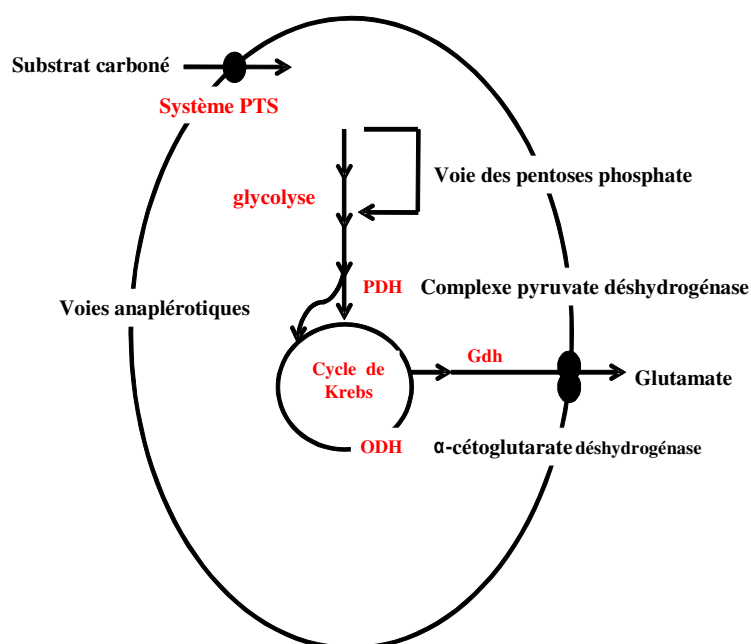 Substrat carboné
Système PTS
Voie des pentoses phosphate
glycolyse
PDH
Complexe pyruvate déshydrogénase
Voies anaplérotiques
Gdh
Cycle de
Krebs
Glutamate
ODH
α-cétoglutarate déshydrogénase